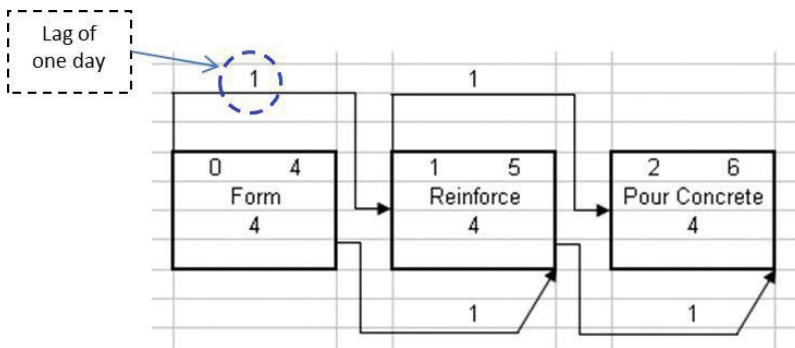 Lag of
one day
1 1
0 4 1 5 2 6
Form Reinforce Pour Concrete
4 4 4
1 1